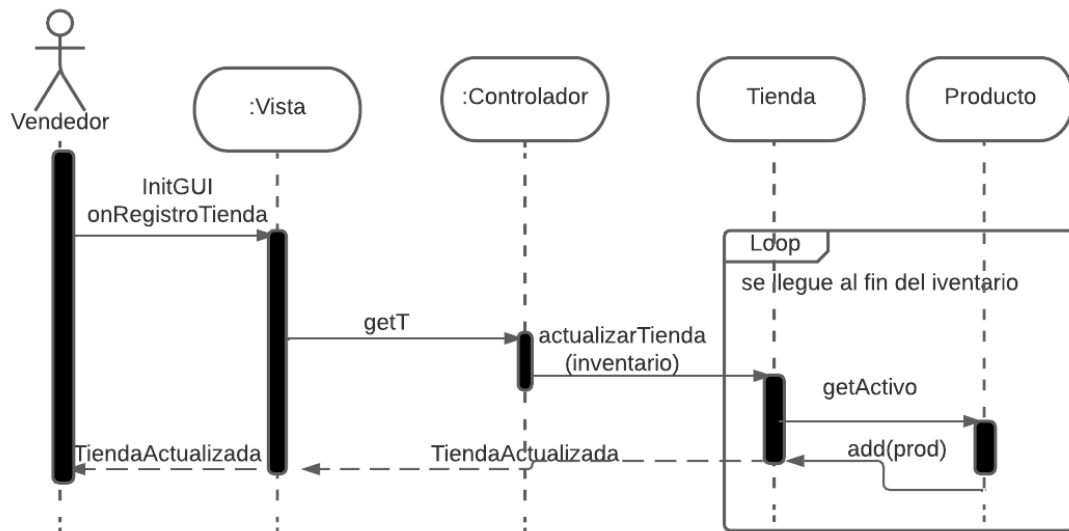 Vendedor
:Vista
:Controlador
Tienda
Producto
InitGUI
onRegistroTienda
Loop
se llegue al fin del iventario
getT
actualizarTienda
(inventario)
getActivo
add(prod)
TiendaActualizada
TiendaActualizada